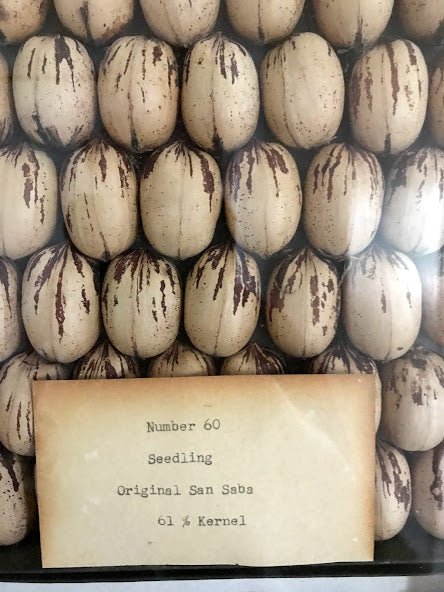 Number 60
Seedling
Original San Saba
61 % Kernel